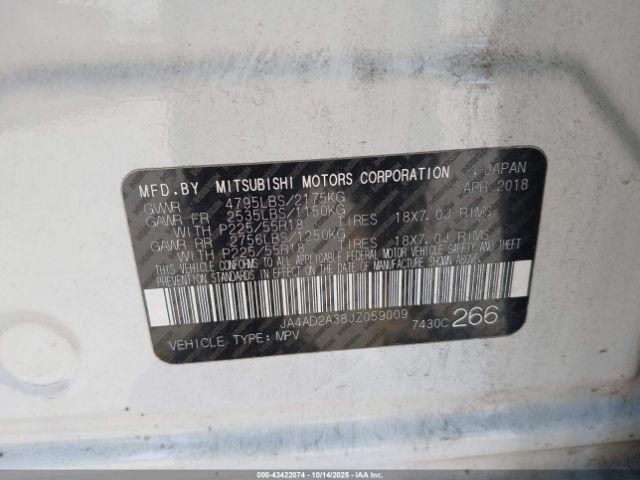 MFD.BY MITSUBISHI MOTORS CORPORATION , JAPAN
GVWR 4795LBS/2175KG APR.2018
GAWR FR 2535LBS/1150KG
WITH P225/55R18 TIRES 18X7.0J RIMS
GAWR RR 2756LBS/1250KG
WITH P225/55R18 TIRES 18X7.0J RIMS
THIS VEHICLE CONFORMS TO ALL APPLICABLE FEDERAL MOTOR VEHICLE SAFETY AND THEFT
PREVENTION STANDARDS IN EFFECT ON THE DATE OF MANUFACTURE SHOWN ABOVE.
JA4AD2A38JZ059009 7430C 266
VEHICLE TYPE: MPV
000-43422074 | 10/14/2025 | IAAI.com